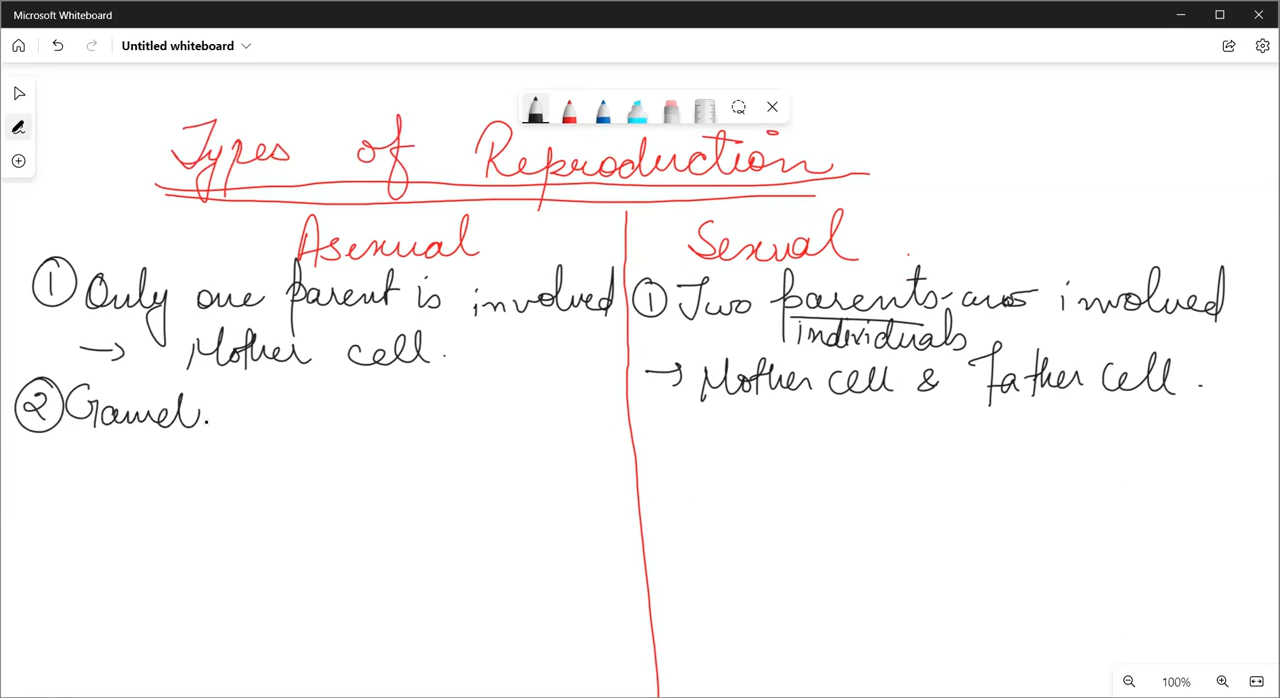 Microsoft Whiteboard
Untitled whiteboard
Types of Reproduction
Asexual
① Only one parent is involved
→ Mother cell.
② Gamet.
Sexual
① Two parents are involved
individuals
→ Mother cell & Father cell.
100%